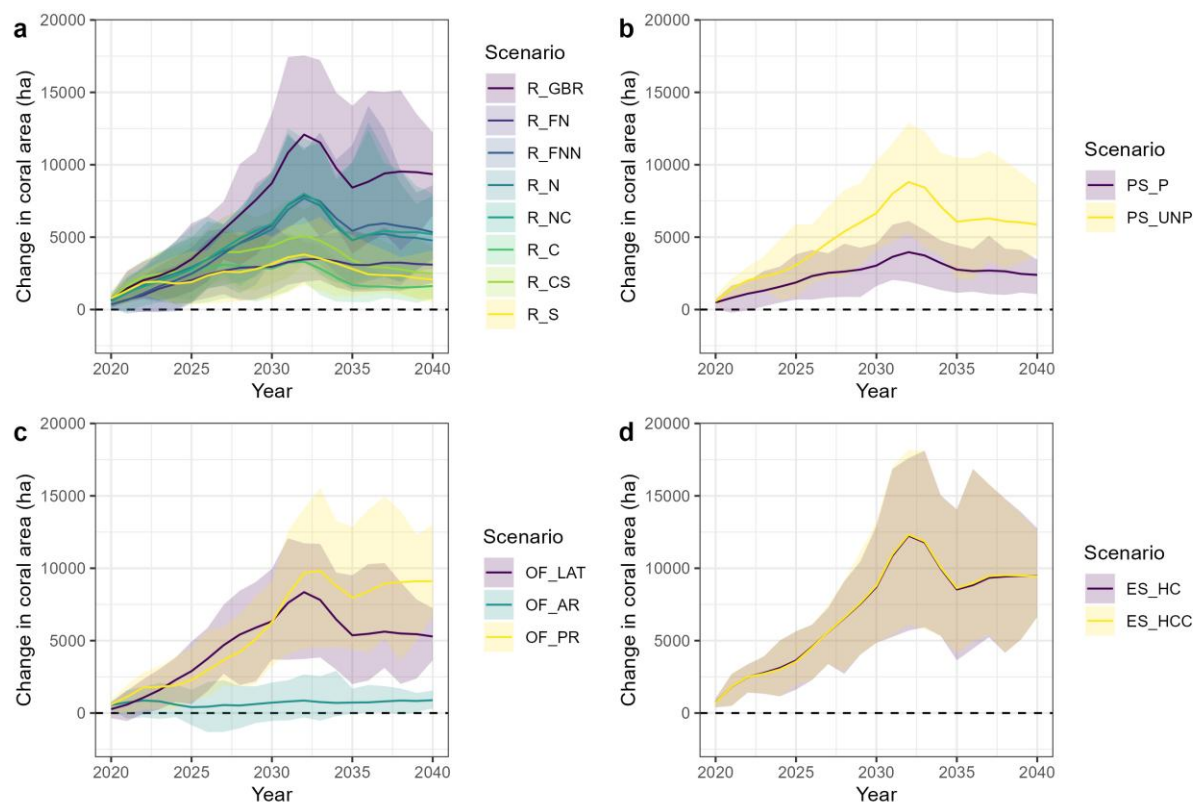 a
20000
15000
10000
5000
0
Change in coral area (ha)
2020 2025 2030 2035 2040
Year
Scenario
R_GBR
R_FN
R_FNN
R_N
R_NC
R_C
R_CS
R_S
b
20000
15000
10000
5000
0
Change in coral area (ha)
2020 2025 2030 2035 2040
Year
Scenario
PS_P
PS_UNP
c
20000
15000
10000
5000
0
Change in coral area (ha)
2020 2025 2030 2035 2040
Year
Scenario
OF_LAT
OF_AR
OF_PR
d
20000
15000
10000
5000
0
Change in coral area (ha)
2020 2025 2030 2035 2040
Year
Scenario
ES_HC
ES_HCC